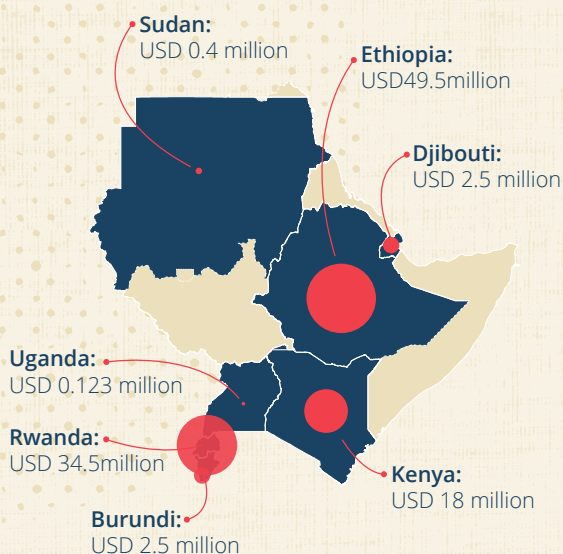 Sudan:
USD 0.4 million
Ethiopia:
USD49.5million
Djibouti:
USD 2.5 million
Uganda:
USD 0.123 million
Rwanda:
USD 34.5million
Kenya:
USD 18 million
Burundi:
USD 2.5 million